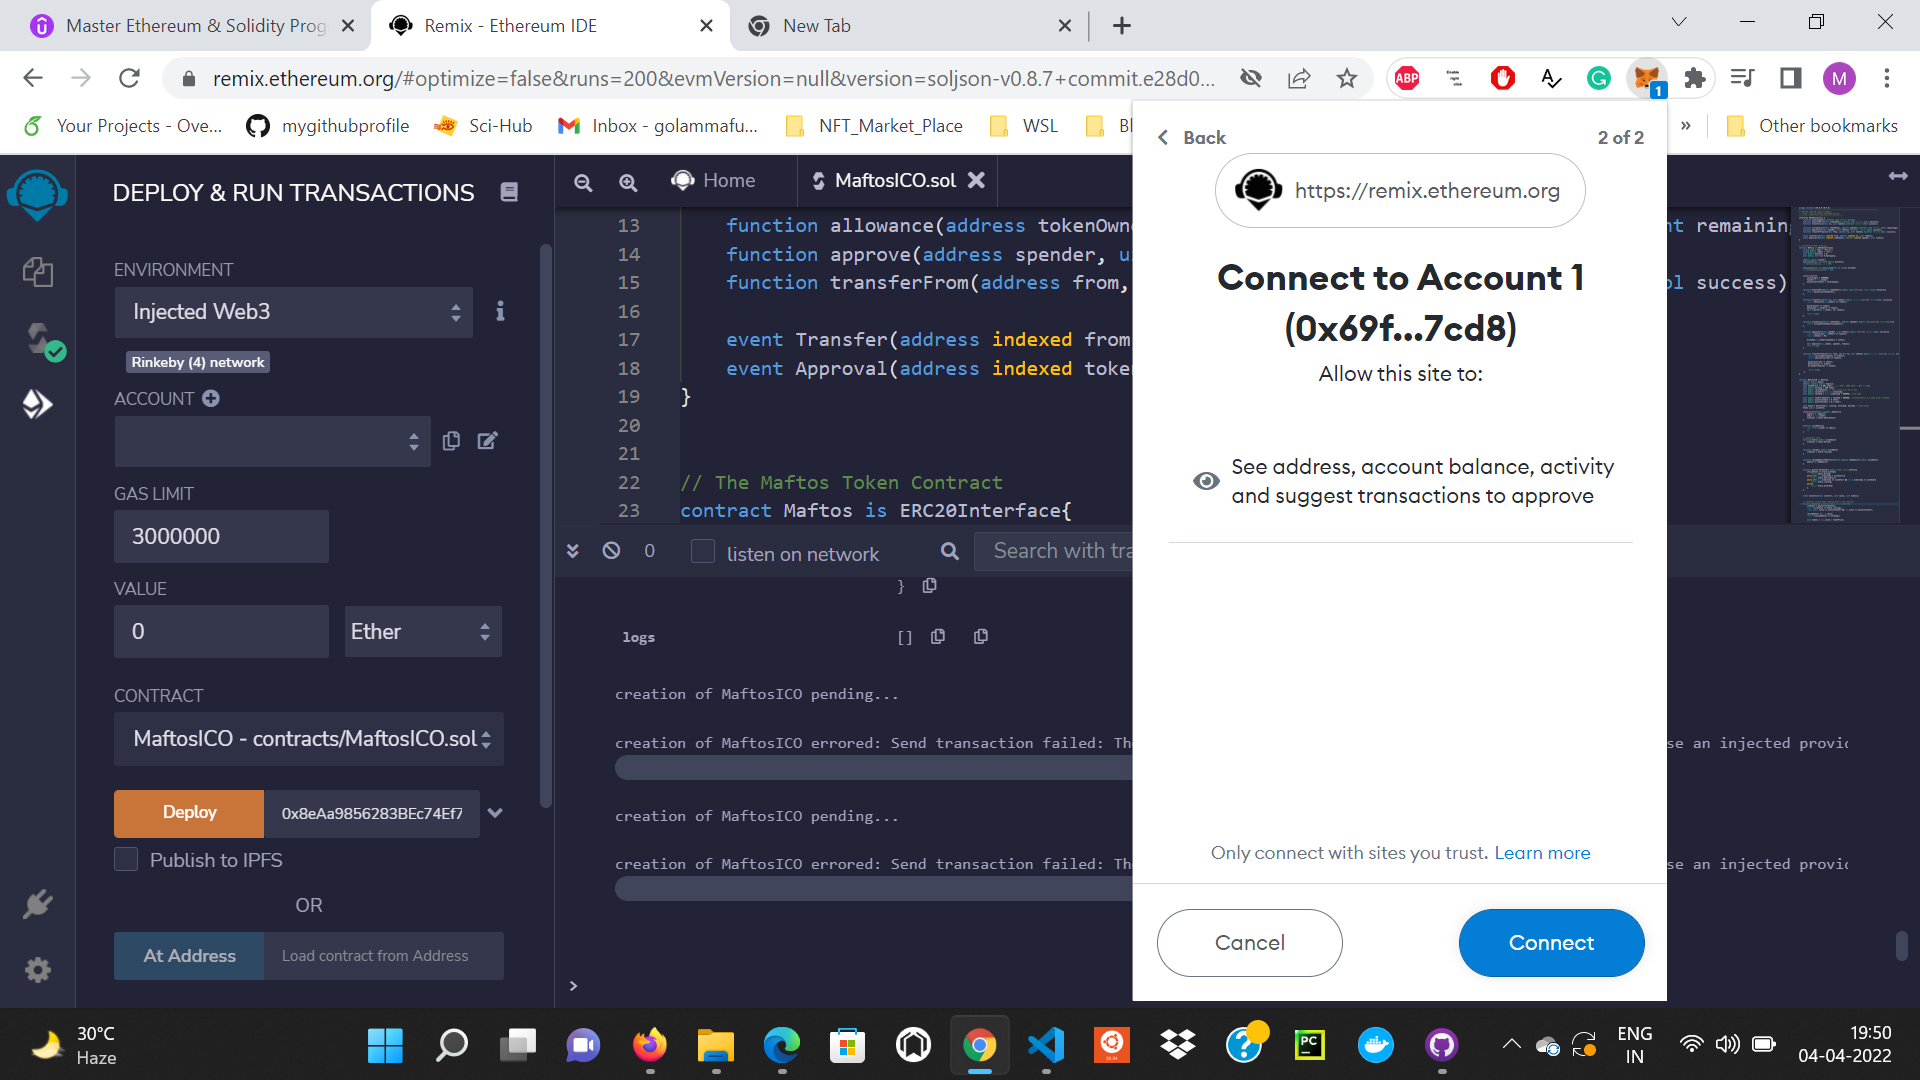 Master Ethereum & Solidity Prog
Remix - Ethereum IDE
New Tab
remix.ethereum.org/#optimize=false&runs=200&evmVersion=null&version=soljson-v0.8.7+commit.e28d0...
ABP
1
M
Your Projects - Ove...
mygithubprofile
Sci-Hub
Inbox - golammafu...
NFT_Market_Place
WSL
Other bookmarks
DEPLOY & RUN TRANSACTIONS
ENVIRONMENT
Injected Web3
Rinkeby (4) network
ACCOUNT
GAS LIMIT
3000000
VALUE
0
Ether
CONTRACT
MaftosICO - contracts/MaftosICO.sol
Deploy
0x8eAa9856283BEc74Ef7
Publish to IPFS
OR
At Address
Load contract from Address
Home
MaftosICO.sol
13 function allowance(address tokenOwn nt remaining
14 function approve(address spender, u
15 function transferFrom(address from, ol success)
16
17 event Transfer(address indexed from
18 event Approval(address indexed toke
19 }
20
21
22 // The Maftos Token Contract
23 contract Maftos is ERC20Interface{
0
listen on network
Search with tra
}
logs
[]
creation of MaftosICO pending...
creation of MaftosICO errored: Send transaction failed: Th se an injected provid
creation of MaftosICO pending...
creation of MaftosICO errored: Send transaction failed: Th se an injected provid
>
Back
2 of 2
https://remix.ethereum.org
Connect to Account 1
(0x69f...7cd8)
Allow this site to:
See address, account balance, activity
and suggest transactions to approve
Only connect with sites you trust. Learn more
Cancel
Connect
30°C
Haze
PC
ENG
IN
19:50
04-04-2022